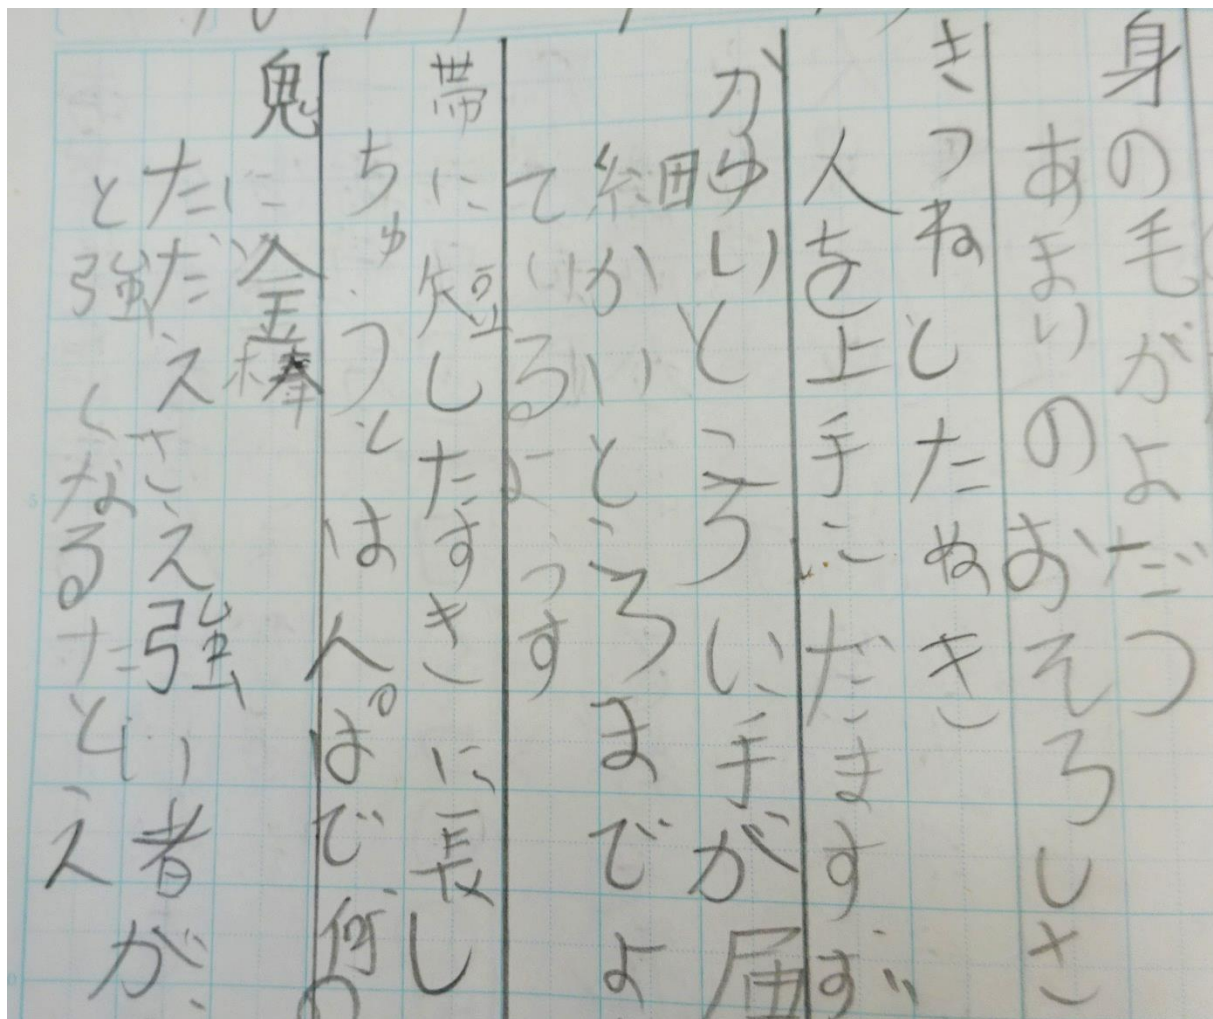 身の毛がよだつ
あまりのおそろしさ
きつねとたぬき
人を上手にだます
かゆいところに手が届
細かいところまでよ
ているようす
帯に短したすきに長し
ちゅうとはんぱで何の
鬼に金棒
ただえさえ強い者が、
と強くなるたとえ